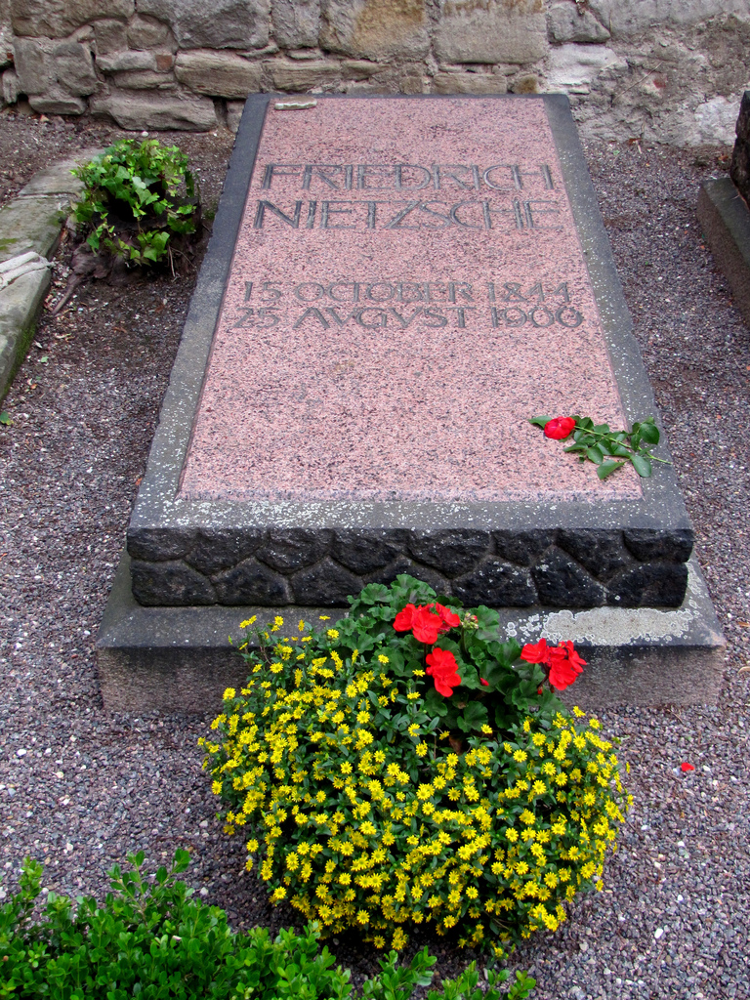 FRIEDRICH
NIETZSCHE
15 OCTOBER 1844
25 AVGVST 1900